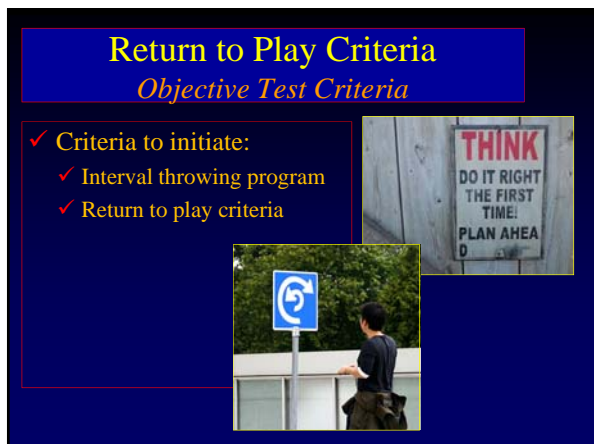 Return to Play Criteria
Objective Test Criteria
Criteria to initiate:
Interval throwing program
Return to play criteria
THINK
DO IT RIGHT
THE FIRST
TIME!
PLAN AHEA
D